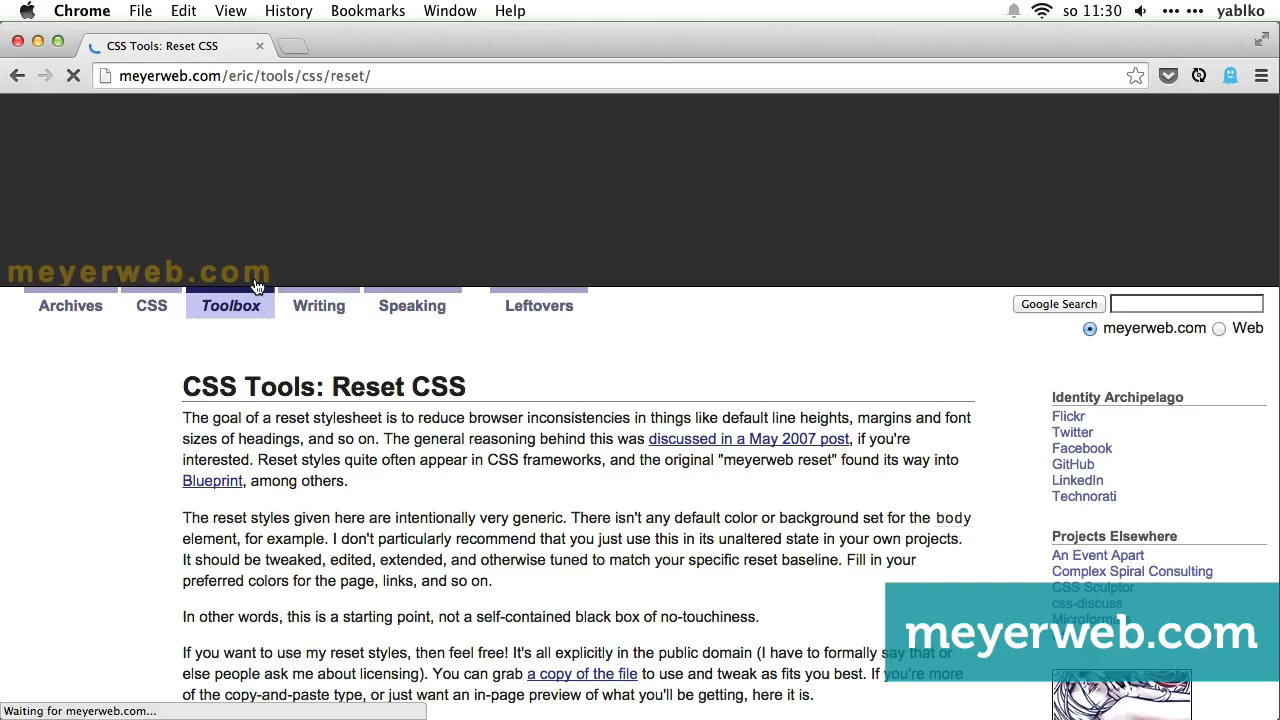 Chrome File Edit View History Bookmarks Window Help so 11:30 yablko
CSS Tools: Reset CSS
meyerweb.com/eric/tools/css/reset/
meyerweb.com
Archives CSS Toolbox Writing Speaking Leftovers
Google Search
meyerweb.com Web
CSS Tools: Reset CSS
The goal of a reset stylesheet is to reduce browser inconsistencies in things like default line heights, margins and font
sizes of headings, and so on. The general reasoning behind this was discussed in a May 2007 post, if you're
interested. Reset styles quite often appear in CSS frameworks, and the original "meyerweb reset" found its way into
Blueprint, among others.
The reset styles given here are intentionally very generic. There isn't any default color or background set for the body
element, for example. I don't particularly recommend that you just use this in its unaltered state in your own projects.
It should be tweaked, edited, extended, and otherwise tuned to match your specific reset baseline. Fill in your
preferred colors for the page, links, and so on.
In other words, this is a starting point, not a self-contained black box of no-touchiness.
If you want to use my reset styles, then feel free! It's all explicitly in the public domain (I have to formally say that or
else people ask me about licensing). You can grab a copy of the file to use and tweak as fits you best. If you're more
of the copy-and-paste type, or just want an in-page preview of what you'll be getting, here it is.
Identity Archipelago
Flickr
Twitter
Facebook
GitHub
LinkedIn
Technorati
Projects Elsewhere
An Event Apart
Complex Spiral Consulting
CSS Sculptor
css-discuss
Microformats
meyerweb.com
Waiting for meyerweb.com...